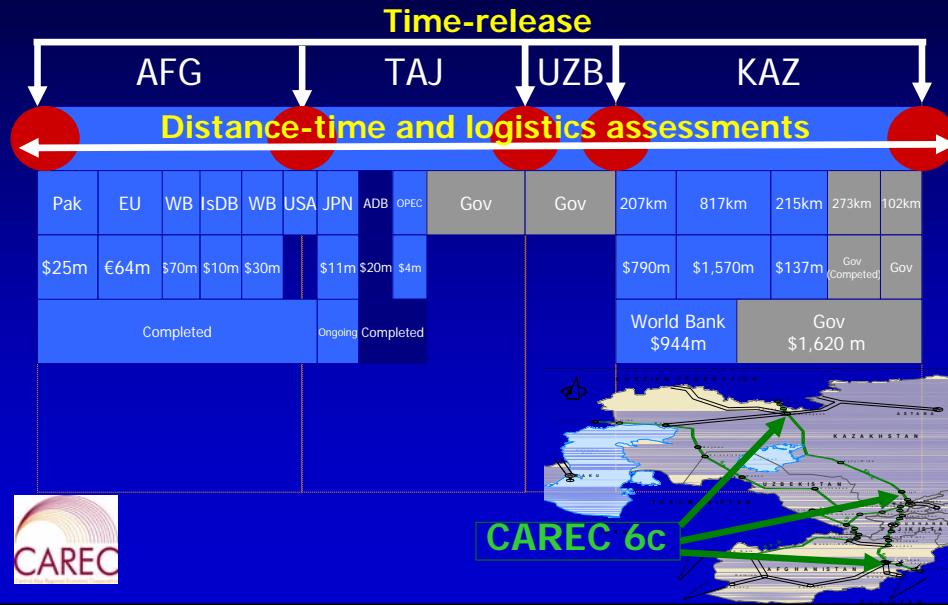 Time-release
AFG TAJ UZB KAZ
Distance-time and logistics assessments
Pak EU WB IsDB WB USA JPN ADB OPEC Gov Gov 207km 817km 215km 273km 102km
$25m €64m $70m $10m $30m $11m $20m $4m $790m $1,570m $137m Gov (Competed) Gov
Completed Ongoing Completed World Bank Gov
$944m $1,620 m
ASTANA
KAZAKHSTAN
UZBEKISTAN
CAREC 6c
AFGHANISTAN
CAREC